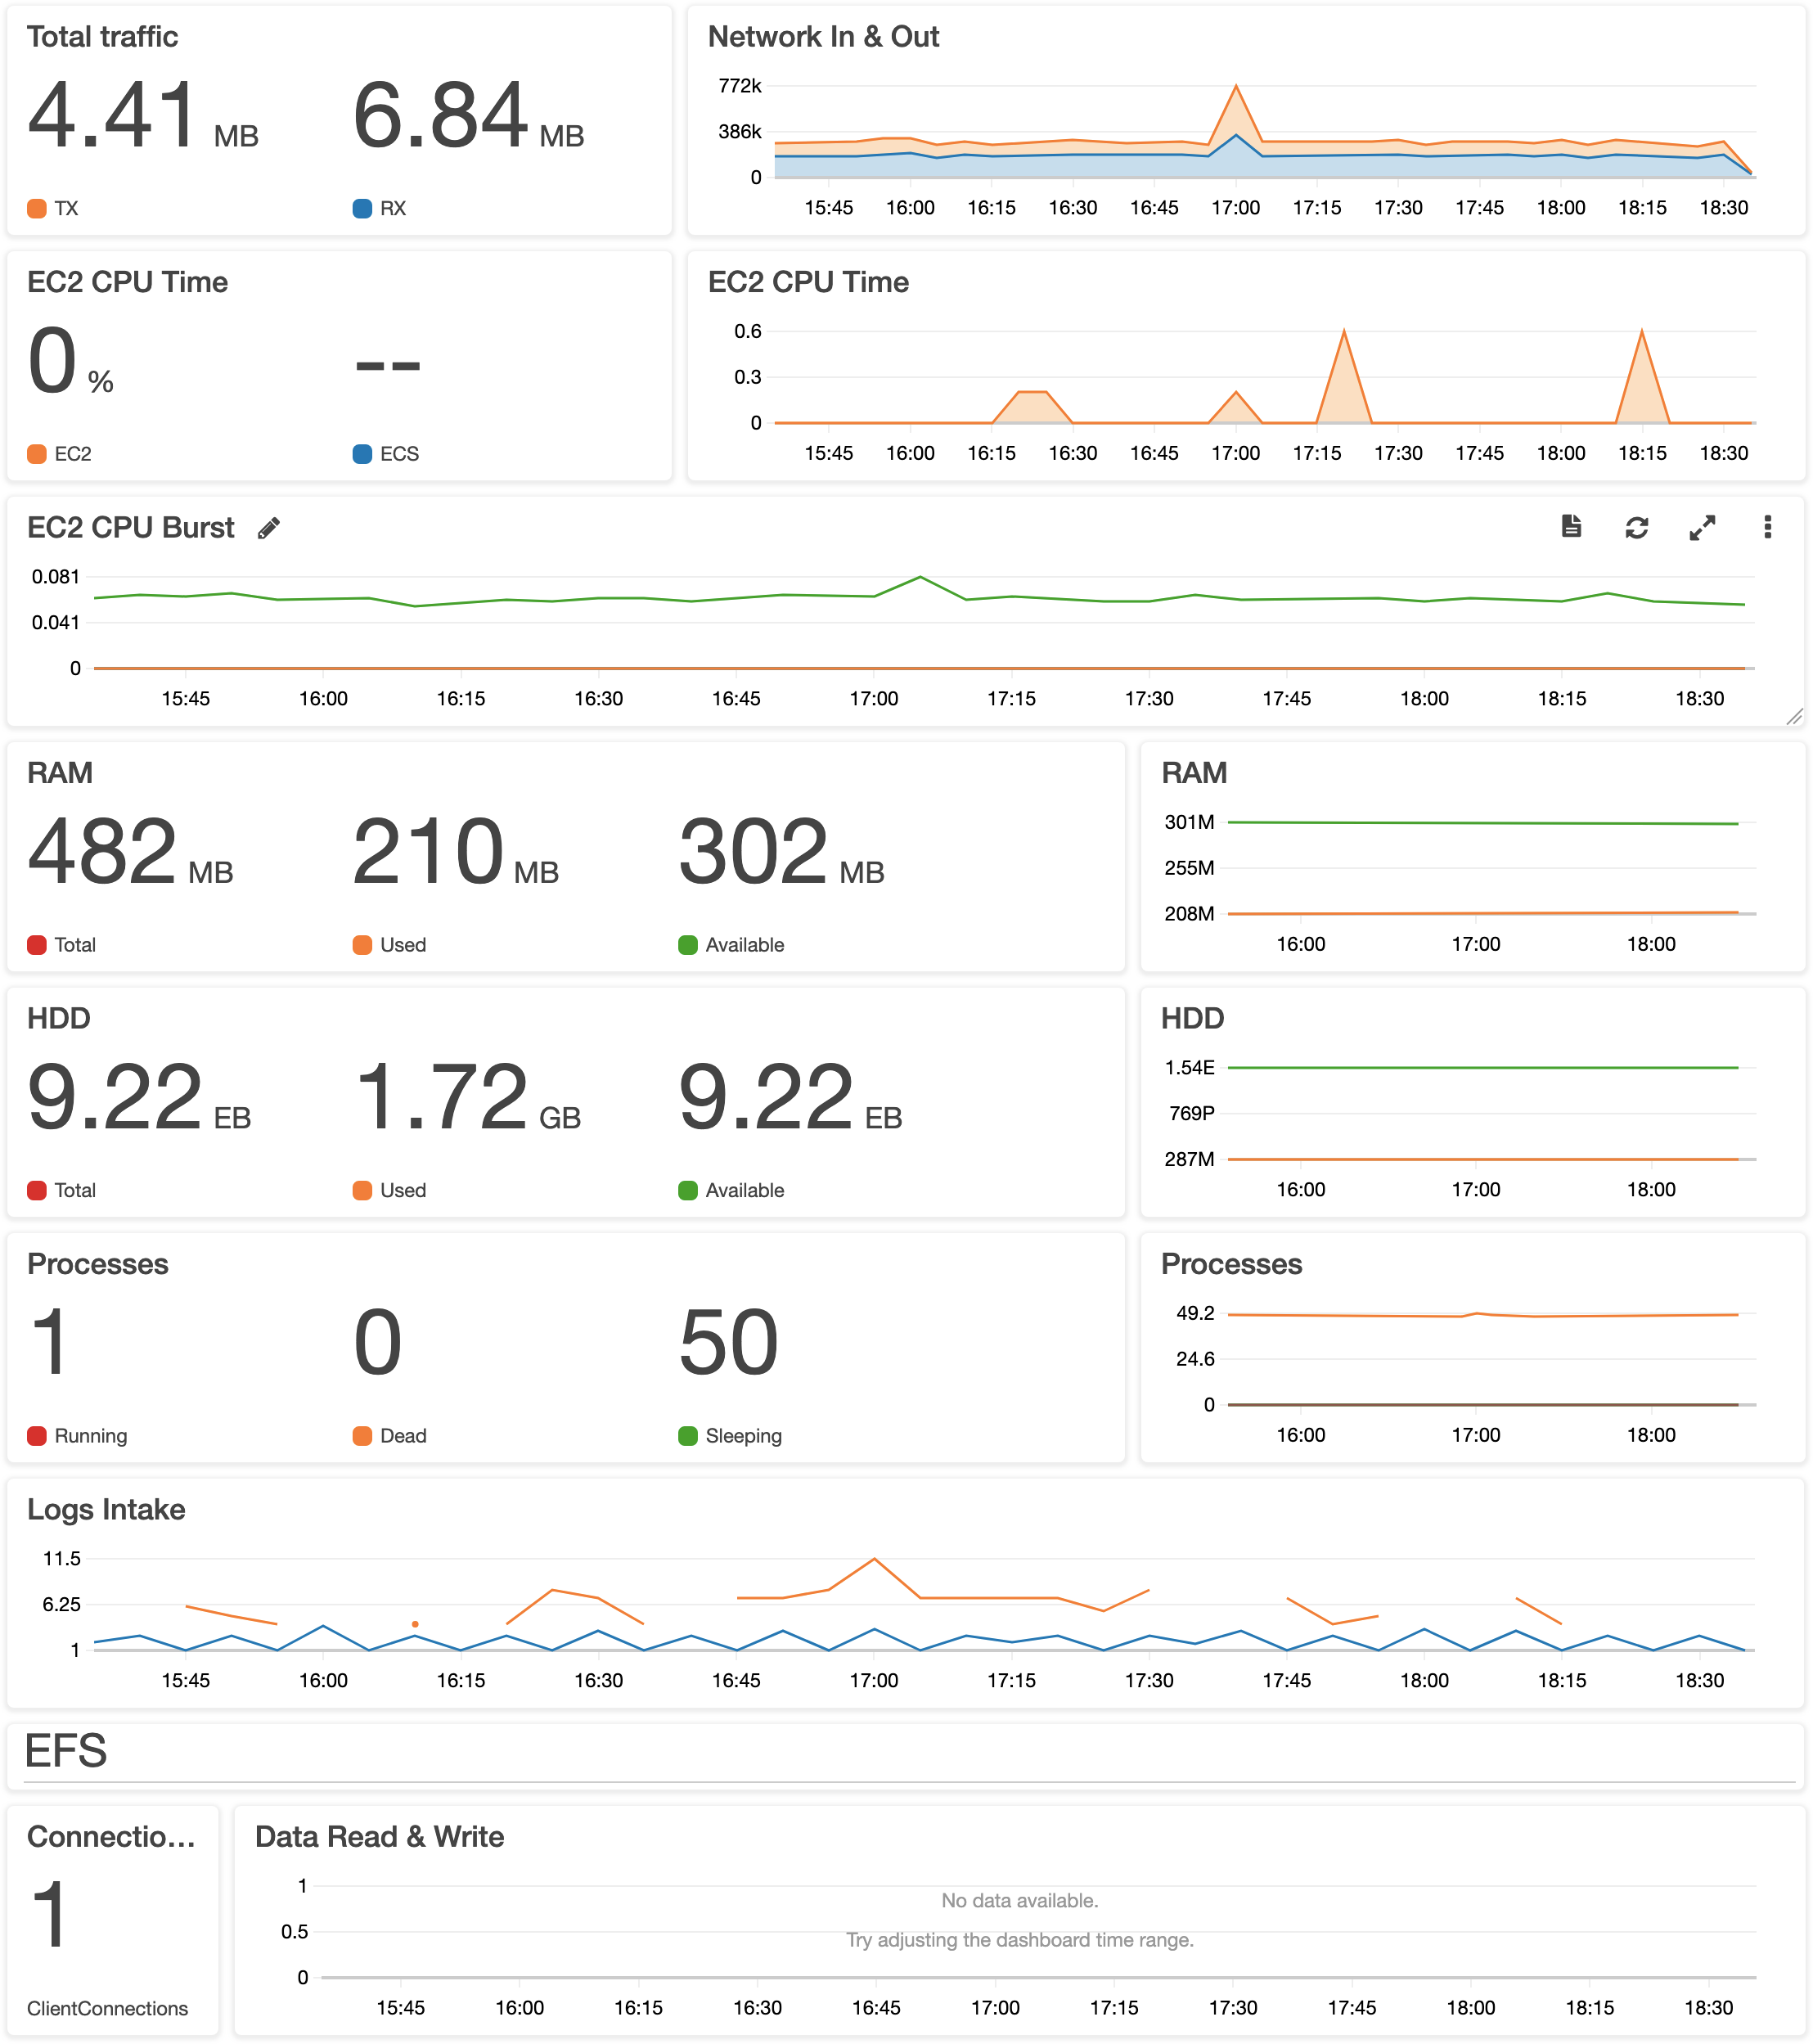 Total traffic
4.41 MB 6.84 MB
TX RX
Network In & Out
772k
386k
0
15:45 16:00 16:15 16:30 16:45 17:00 17:15 17:30 17:45 18:00 18:15 18:30
EC2 CPU Time
0 % --
EC2 ECS
EC2 CPU Time
0.6
0.3
0
15:45 16:00 16:15 16:30 16:45 17:00 17:15 17:30 17:45 18:00 18:15 18:30
EC2 CPU Burst
0.081
0.041
0
15:45 16:00 16:15 16:30 16:45 17:00 17:15 17:30 17:45 18:00 18:15 18:30
RAM
482 MB 210 MB 302 MB
Total Used Available
RAM
301M
255M
208M
16:00 17:00 18:00
HDD
9.22 EB 1.72 GB 9.22 EB
Total Used Available
HDD
1.54E
769P
287M
16:00 17:00 18:00
Processes
1 0 50
Running Dead Sleeping
Processes
49.2
24.6
0
16:00 17:00 18:00
Logs Intake
11.5
6.25
1
15:45 16:00 16:15 16:30 16:45 17:00 17:15 17:30 17:45 18:00 18:15 18:30
EFS
Connectio...
1
ClientConnections
Data Read & Write
1
No data available.
0.5
Try adjusting the dashboard time range.
0
15:45 16:00 16:15 16:30 16:45 17:00 17:15 17:30 17:45 18:00 18:15 18:30